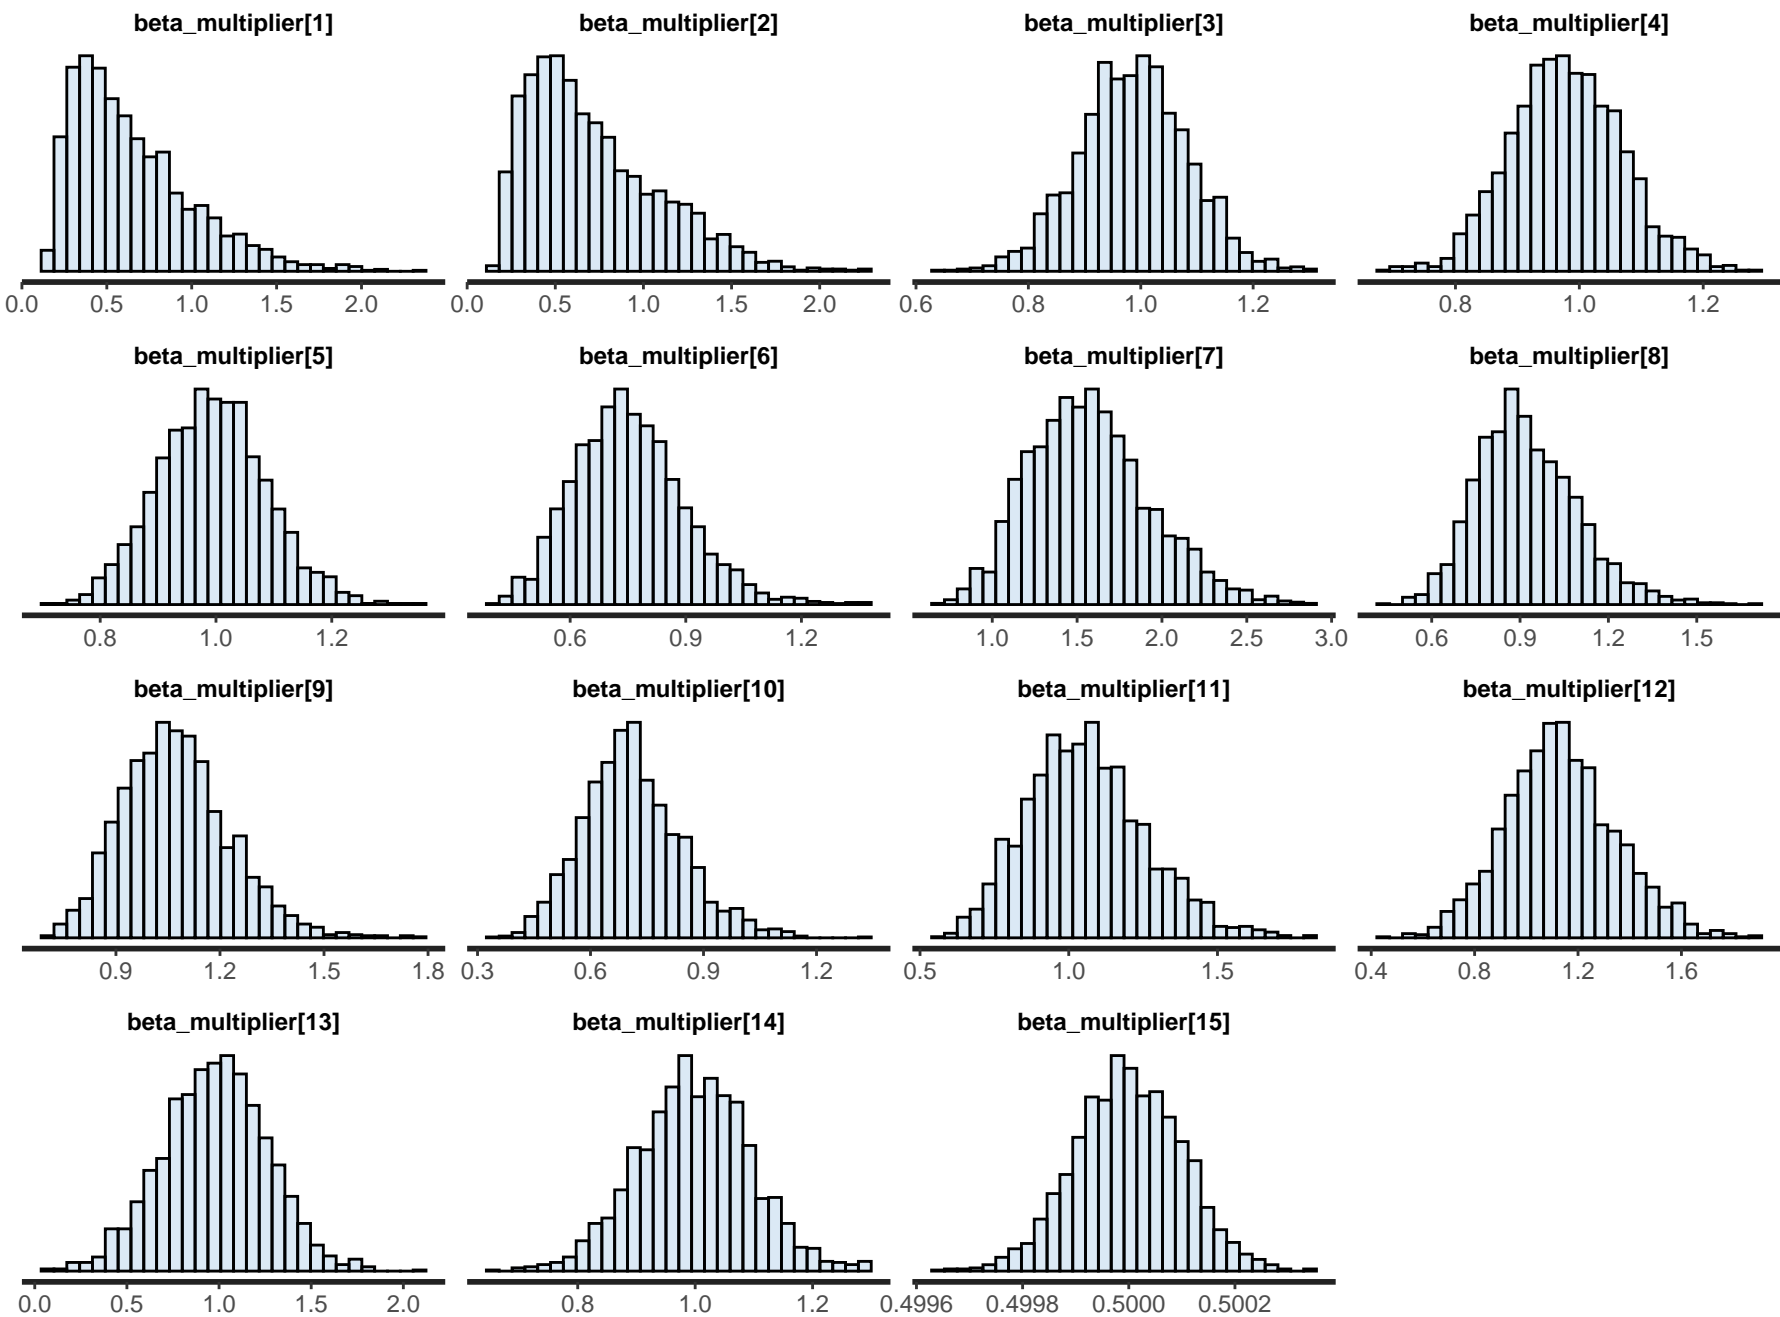 beta_multiplier[1] beta_multiplier[2] beta_multiplier[3] beta_multiplier[4]
0.0 0.5 1.0 1.5 2.0 0.0 0.5 1.0 1.5 2.0 0.6 0.8 1.0 1.2 0.8 1.0 1.2
beta_multiplier[5] beta_multiplier[6] beta_multiplier[7] beta_multiplier[8]
0.8 1.0 1.2 0.6 0.9 1.2 1.0 1.5 2.0 2.5 3.0 0.6 0.9 1.2 1.5
beta_multiplier[9] beta_multiplier[10] beta_multiplier[11] beta_multiplier[12]
0.9 1.2 1.5 1.8 0.3 0.6 0.9 1.2 0.5 1.0 1.5 0.4 0.8 1.2 1.6
beta_multiplier[13] beta_multiplier[14] beta_multiplier[15]
0.0 0.5 1.0 1.5 2.0 0.8 1.0 1.2 0.4996 0.4998 0.5000 0.5002